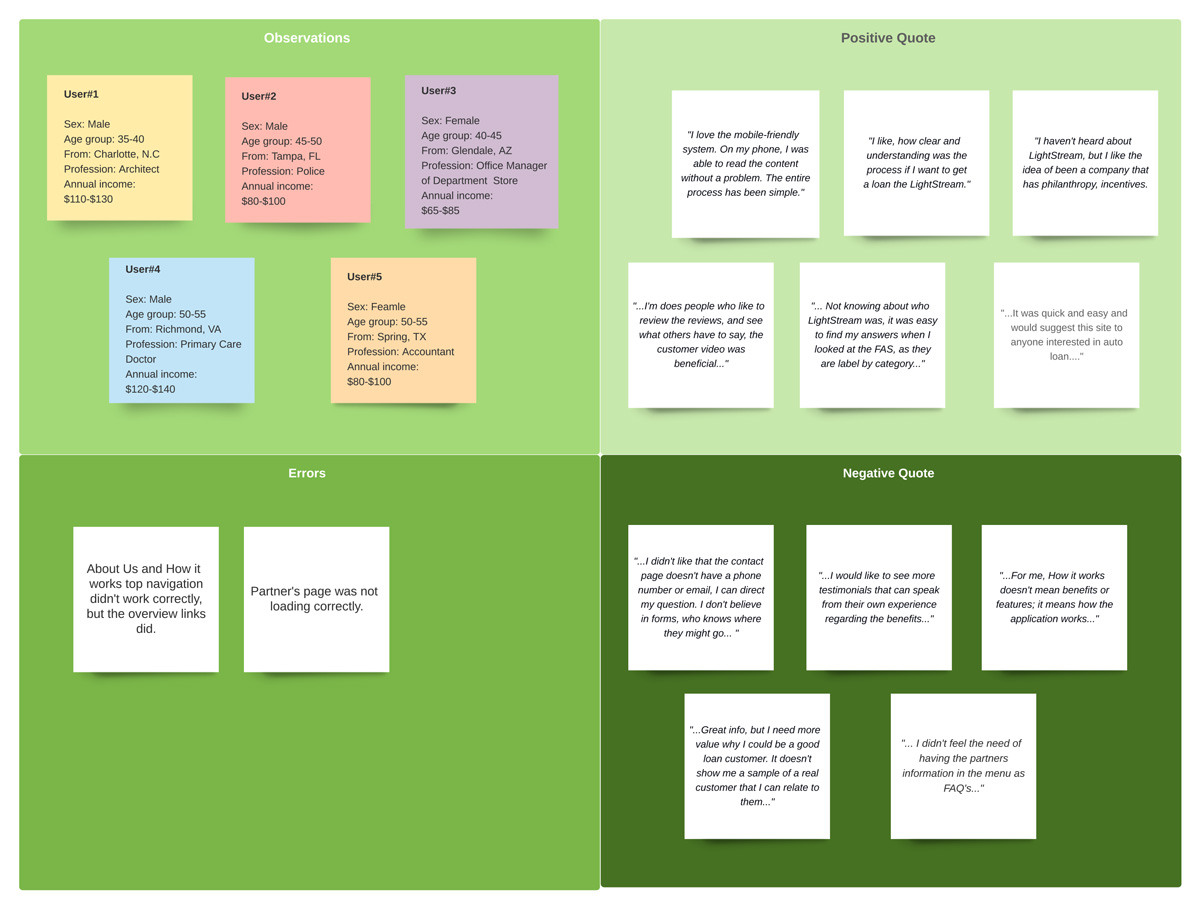 Observations
User#1
Sex: Male
Age group: 35-40
From: Charlotte, N.C
Profession: Architect
Annual income:
$110-$130
User#2
Sex: Male
Age group: 45-50
From: Tampa, FL
Profession: Police
Annual income:
$80-$100
User#3
Sex: Female
Age group: 40-45
From: Glendale, AZ
Profession: Office Manager
of Department Store
Annual income:
$65-$85
User#4
Sex: Male
Age group: 50-55
From: Richmond, VA
Profession: Primary Care
Doctor
Annual income:
$120-$140
User#5
Sex: Feamle
Age group: 50-55
From: Spring, TX
Profession: Accountant
Annual income:
$80-$100
Positive Quote
"I love the mobile-friendly
system. On my phone, I was
able to read the content
without a problem. The entire
process has been simple."
"I like, how clear and
understanding was the
process if I want to get
a loan the LightStream."
"I haven't heard about
LightStream, but I like the
idea of been a company that
has philanthropy, incentives.
"...I'm does people who like to
review the reviews, and see
what others have to say, the
customer video was
beneficial..."
"... Not knowing about who
LightStream was, it was easy
to find my answers when I
looked at the FAS, as they
are label by category..."
"...It was quick and easy and
would suggest this site to
anyone interested in auto
loan...."
Errors
About Us and How it
works top navigation
didn't work correctly,
but the overview links
did.
Partner's page was not
loading correctly.
Negative Quote
"...I didn't like that the contact
page doesn't have a phone
number or email, I can direct
my question. I don't believe
in forms, who knows where
they might go... "
"...I would like to see more
testimonials that can speak
from their own experience
regarding the benefits..."
"...For me, How it works
doesn't mean benefits or
features; it means how the
application works..."
"...Great info, but I need more
value why I could be a good
loan customer. It doesn't
show me a sample of a real
customer that I can relate to
them..."
"... I didn't feel the need of
having the partners
information in the menu as
FAQ's..."